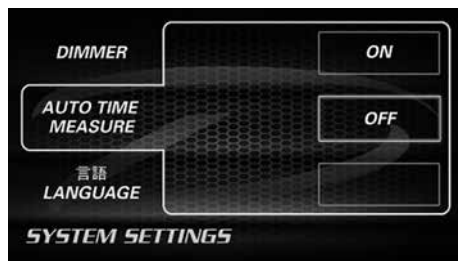 DIMMER
ON
AUTO TIME
MEASURE
OFF
言語
LANGUAGE
SYSTEM SETTINGS